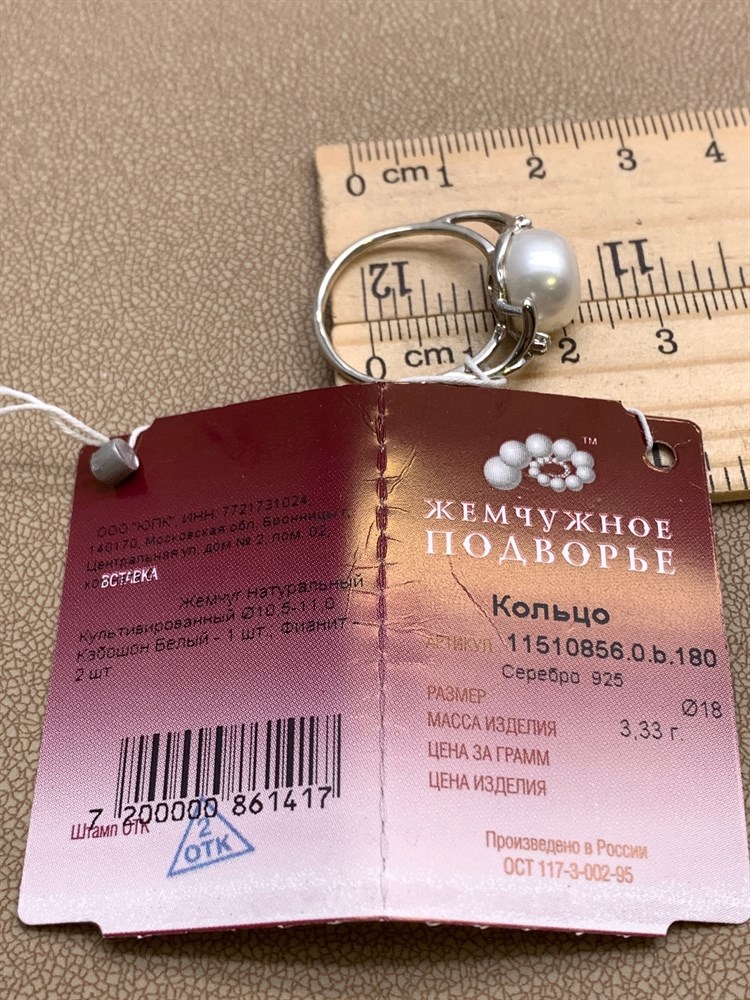 0 cm 1 2 3 4
12 11
0 cm 1 2 3
ООО "ЮПК", ИНН: 7721731024,
140170, Московская обл, Бронницы г,
Центральная ул, дом № 2, пом. 02,
ВСТАВКА
Жемчуг Натуральный
Культивированный Ø10,5-11,0
Кабошон Белый - 1 шт., Фианит -
2 шт
7 200000 861417
Штамп ОТК
2
ОТК
TM
ЖЕМЧУЖНОЕ
ПОДВОРЬЕ
Кольцо
АРТИКУЛ 11510856.0.b.180
Серебро 925
РАЗМЕР Ø18
МАССА ИЗДЕЛИЯ 3,33 г.
ЦЕНА ЗА ГРАММ
ЦЕНА ИЗДЕЛИЯ
Произведено в России
ОСТ 117-3-002-95